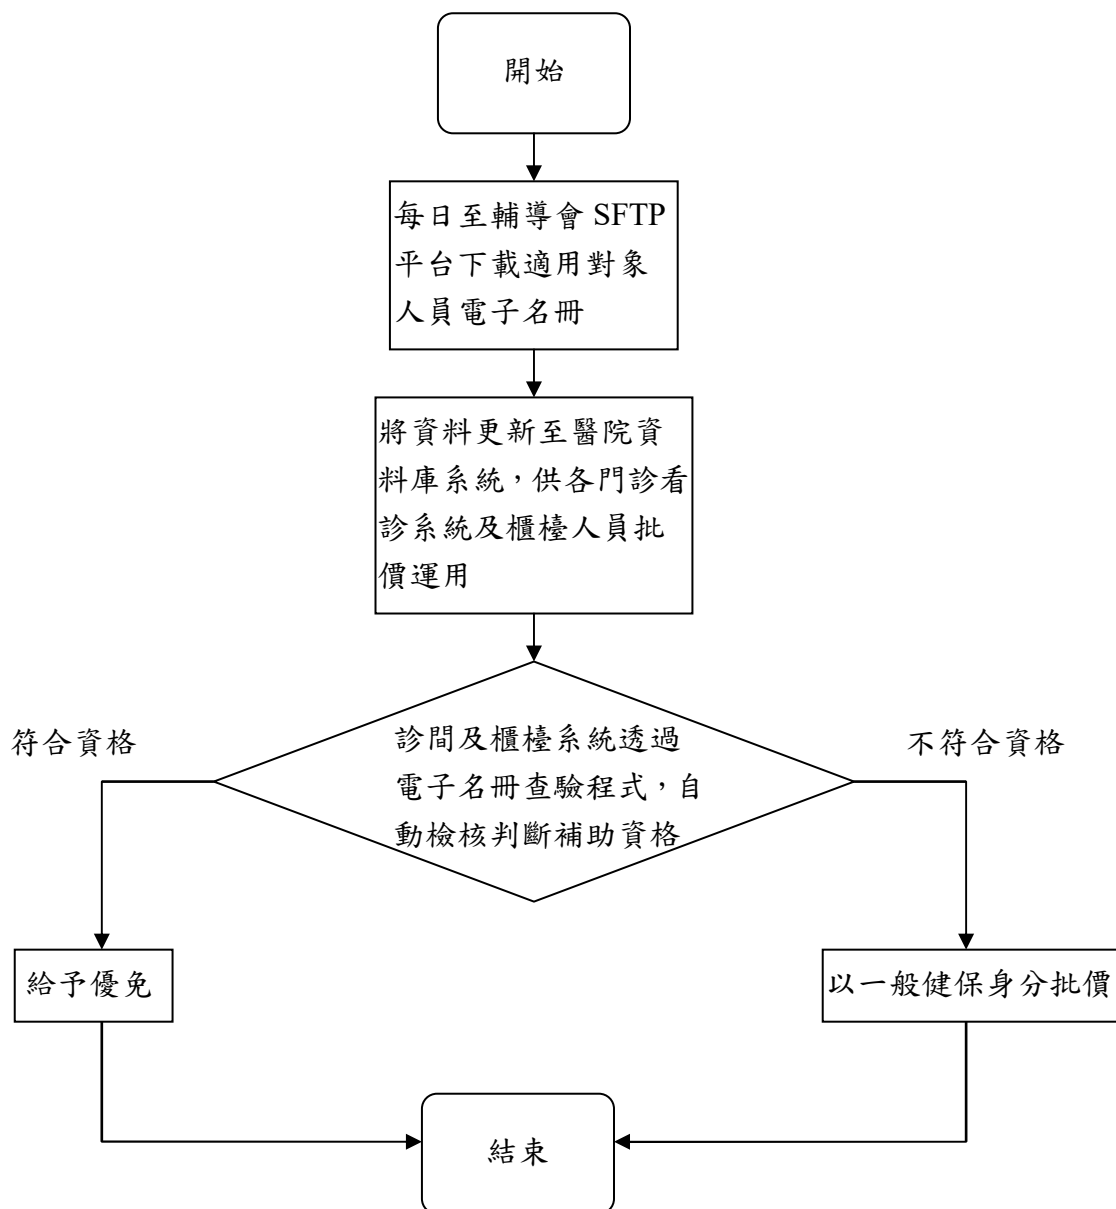 開始
每日至輔導會 SFTP
平台下載適用對象
人員電子名冊
將資料更新至醫院資
料庫系統，供各門診看
診系統及櫃檯人員批
價運用
符合資格
診間及櫃檯系統透過
電子名冊查驗程式，自
動檢核判斷補助資格
不符合資格
給予優免
以一般健保身分批價
結束